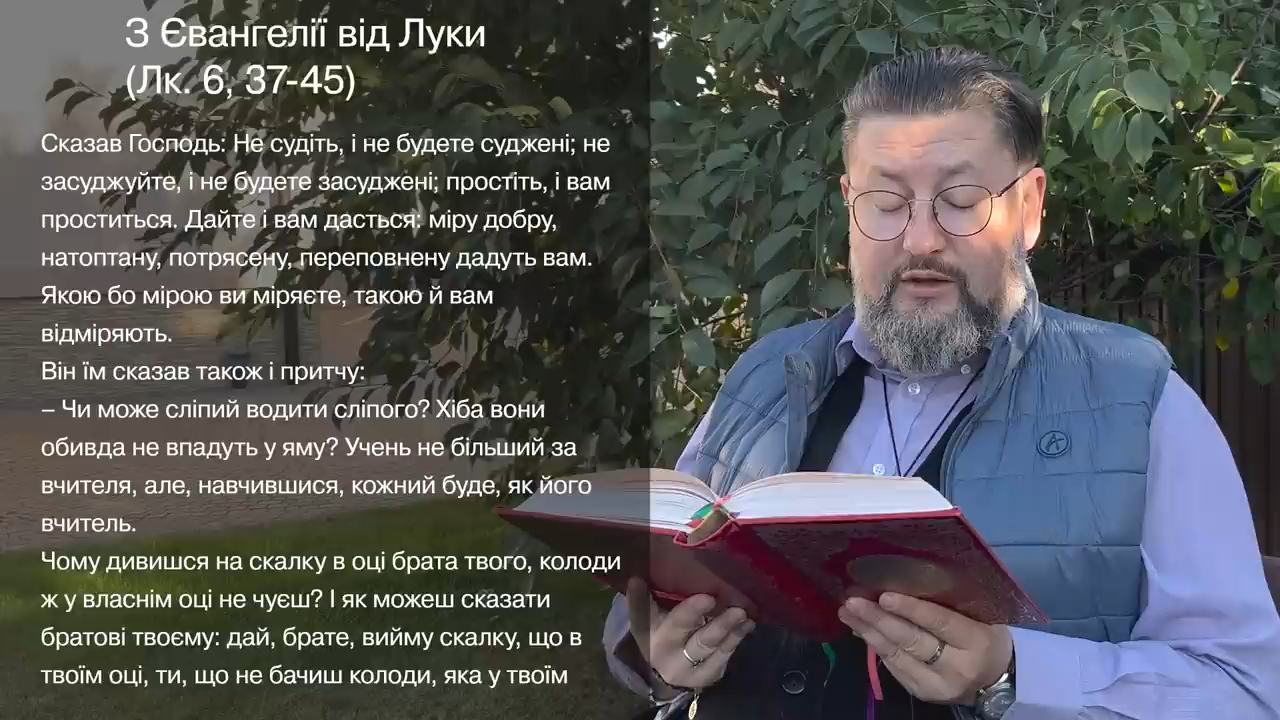 З Євангелії від Луки
(Лк. 6, 37-45)
Сказав Господь: Не судіть, і не будете суджені; не
засуджуйте, і не будете засуджені; простіть, і вам
проститься. Дайте і вам дасться: міру добру,
натоптану, потрясену, переповнену дадуть вам.
Якою бо мірою ви міряєте, такою й вам
відміряють.
Він їм сказав також і притчу:
– Чи може сліпий водити сліпого? Хіба вони
обивда не впадуть у яму? Учень не більший за
вчителя, але, навчившися, кожний буде, як його
вчитель.
Чому дивишся на скалку в оці брата твого, колоди
ж у власнім оці не чуєш? І як можеш сказати
братові твоєму: дай, брате, вийму скалку, що в
твоїм оці, ти, що не бачиш колоди, яка у твоїм